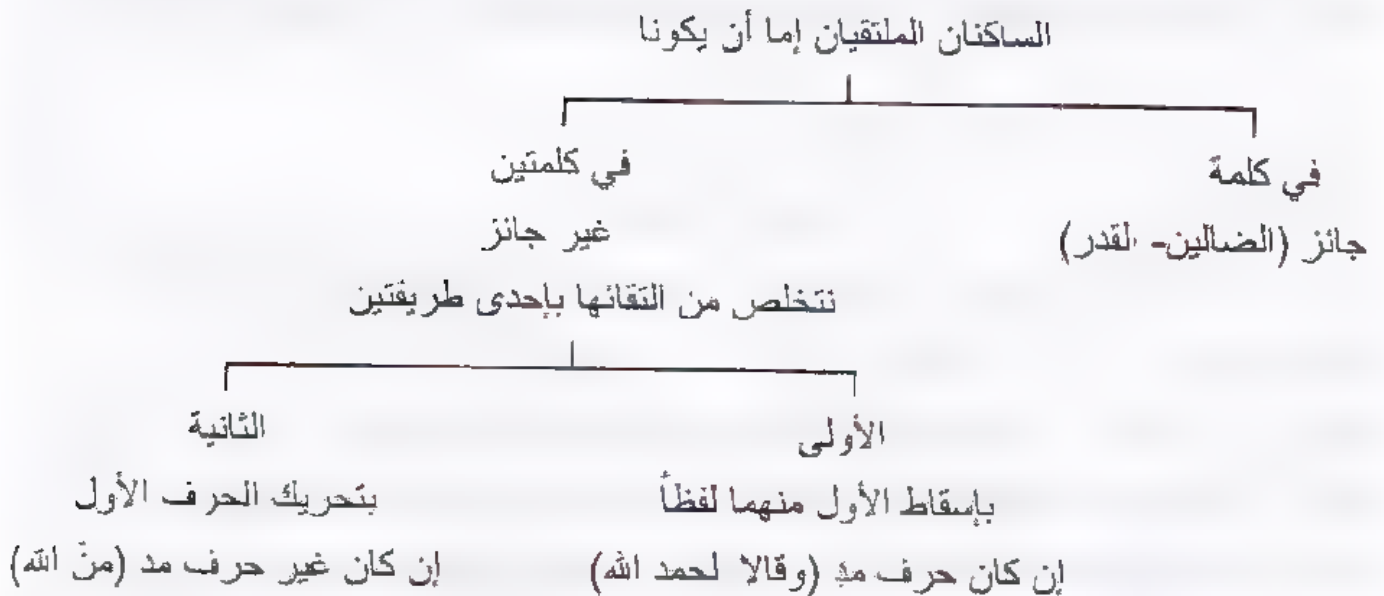 الساكنان الملتقيان إما أن يكونا
في كلمة
جائز (الضالين- القدر)
في كلمتين
غير جائز
نتخلص من التقائها بإحدى طريقتين
الأولى
بإسقاط الأول منهما لفظاً
إن كان حرف مدٍ (وقالا لحمد الله)
الثانية
بتحريك الحرف الأول
إن كان غير حرف مد (منَ الله)